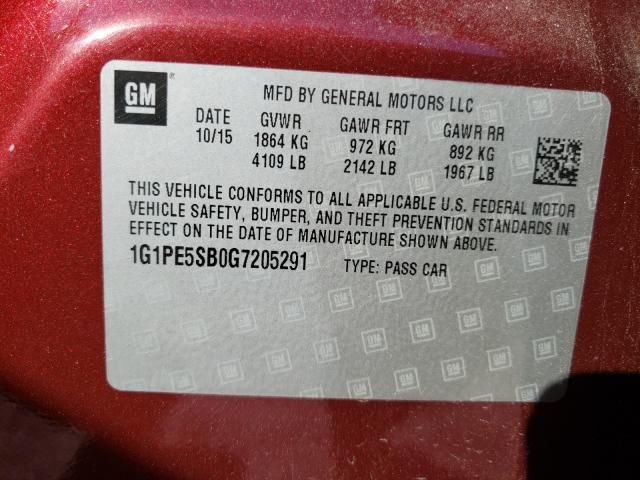 GM ®
MFD BY GENERAL MOTORS LLC
DATE GVWR GAWR FRT GAWR RR
10/15 1864 KG 972 KG 892 KG
4109 LB 2142 LB 1967 LB
THIS VEHICLE CONFORMS TO ALL APPLICABLE U.S. FEDERAL MOTOR
VEHICLE SAFETY, BUMPER, AND THEFT PREVENTION STANDARDS IN
EFFECT ON THE DATE OF MANUFACTURE SHOWN ABOVE.
1G1PE5SB0G7205291 TYPE: PASS CAR